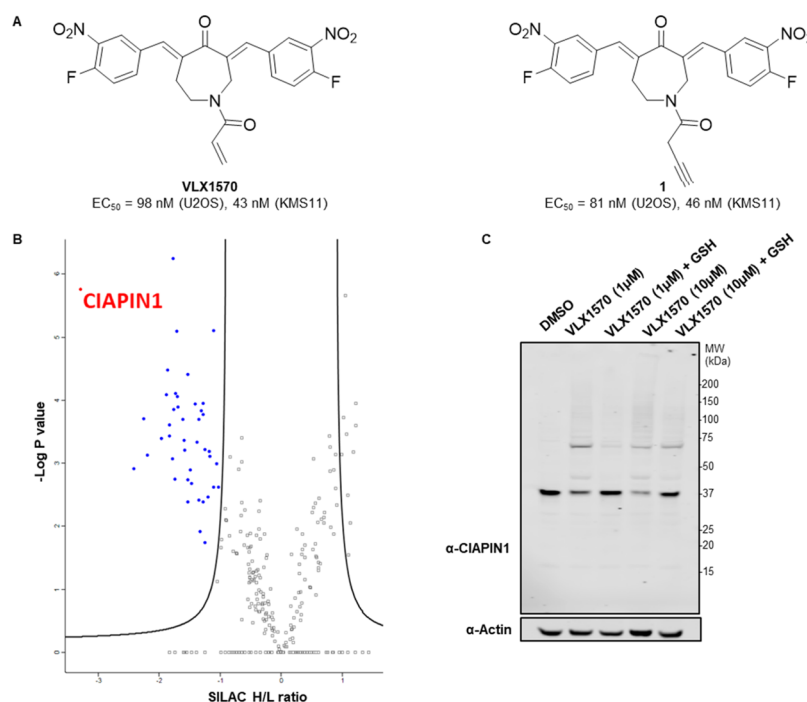 A
O₂N
O
NO₂
F
F
N
O
VLX1570
EC₅₀ = 98 nM (U2OS), 43 nM (KMS11)
O₂N
O
NO₂
F
F
N
O
1
EC₅₀ = 81 nM (U2OS), 46 nM (KMS11)
B
CIAPIN1
-Log P value
6
5
4
3
2
1
0
-3
-2
-1
0
1
SILAC H/L ratio
C
DMSO
VLX1570 (1µM)
VLX1570 (1µM) + GSH
VLX1570 (10µM)
VLX1570 (10µM) + GSH
MW
(kDa)
200
150
100
75
50
37
25
20
15
α-CIAPIN1
α-Actin